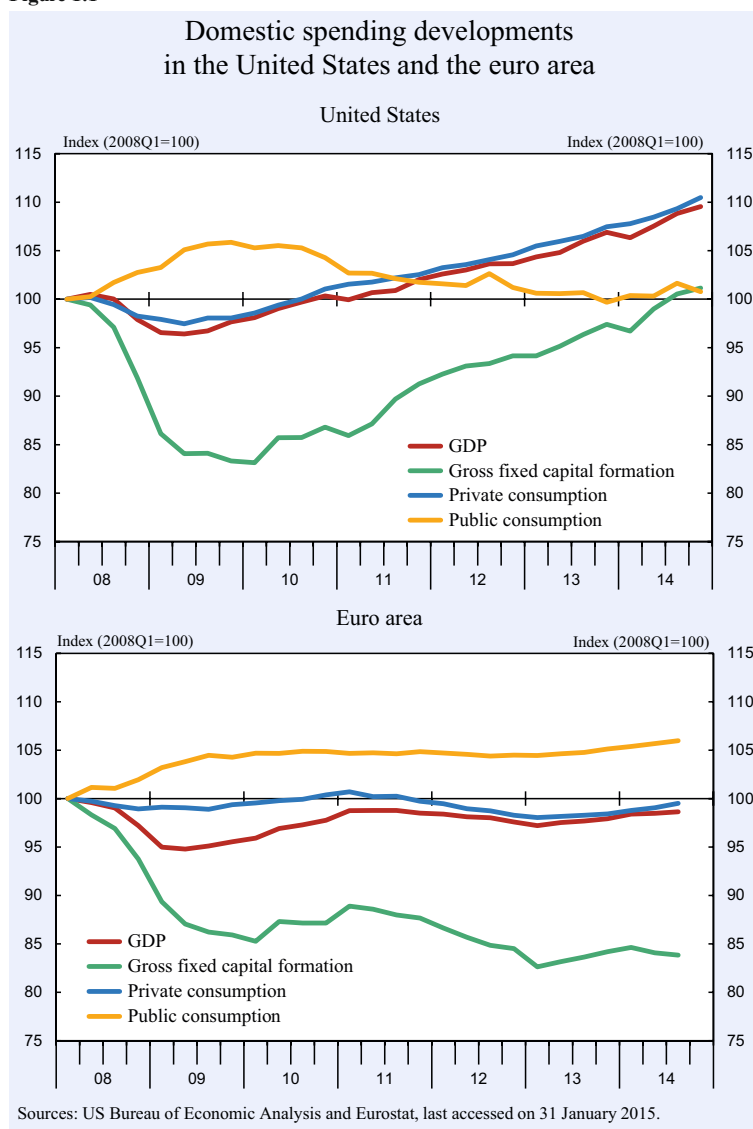 Domestic spending developments
in the United States and the euro area
United States
Index (2008Q1=100) Index (2008Q1=100)
115 115
110 110
105 105
100 100
95 95
90 90
85 85
80 80
75 75
GDP
Gross fixed capital formation
Private consumption
Public consumption
08 09 10 11 12 13 14
Euro area
Index (2008Q1=100) Index (2008Q1=100)
115 115
110 110
105 105
100 100
95 95
90 90
85 85
80 80
75 75
GDP
Gross fixed capital formation
Private consumption
Public consumption
08 09 10 11 12 13 14
Sources: US Bureau of Economic Analysis and Eurostat, last accessed on 31 January 2015.